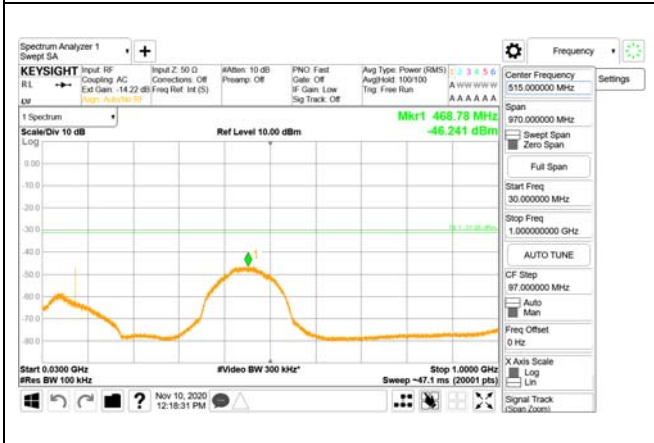 Spectrum Analyzer 1
Swept SA
+
Frequency
KEYSIGHT
Input: RF
Input Z: 50 Ω
#Atten: 10 dB
PNO: Fast
Avg Type: Power (RMS)
1 2 3 4 5 6
RL
Coupling: AC
Corrections: Off
Preamp: Off
Gate: Off
Avg|Hold: 100/100
A W W W W W
Ext Gain: -14.22 dB
Freq Ref: Int (S)
IF Gain: Low
Trig: Free Run
Align: Auto/No RF
Sig Track: Off
A A A A A A
1 Spectrum
Mkr1 468.78 MHz
Scale/Div 10 dB
Ref Level 10.00 dBm
-46.241 dBm
Log
0.00
-10.0
-20.0
-30.0
-40.0
-50.0
-60.0
-70.0
-80.0
1
Start 0.0300 GHz
#Video BW 300 kHz*
Stop 1.0000 GHz
#Res BW 100 kHz
Sweep ~47.1 ms (20001 pts)
?
Nov 10, 2020
12:18:31 PM
Center Frequency
515.000000 MHz
Settings
Span
970.000000 MHz
Swept Span
Zero Span
Full Span
Start Freq
30.000000 MHz
Stop Freq
1.000000000 GHz
AUTO TUNE
CF Step
97.000000 MHz
Auto
Man
Freq Offset
0 Hz
X Axis Scale
Log
Lin
Signal Track
(Span Zoom)